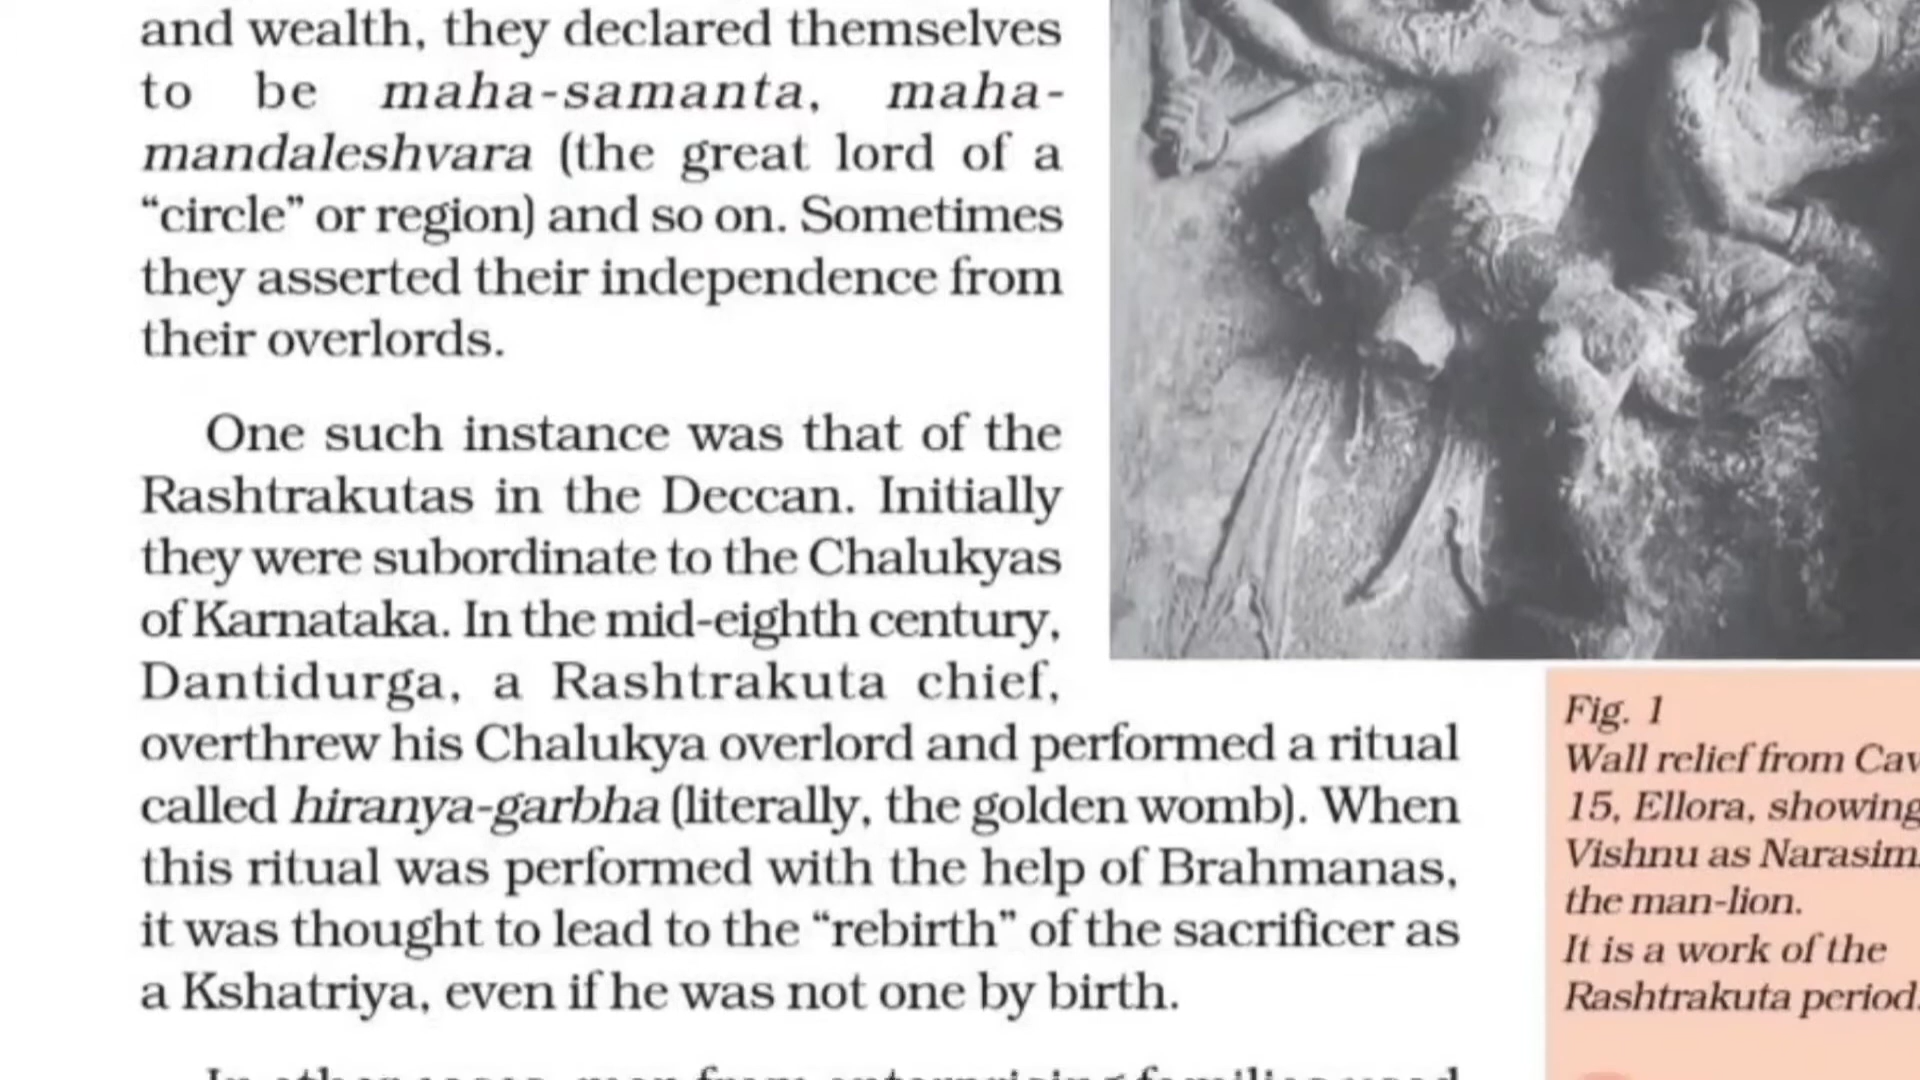 and wealth, they declared themselves
to be maha-samanta, maha-
mandaleshvara (the great lord of a
“circle” or region) and so on. Sometimes
they asserted their independence from
their overlords.
One such instance was that of the
Rashtrakutas in the Deccan. Initially
they were subordinate to the Chalukyas
of Karnataka. In the mid-eighth century,
Dantidurga, a Rashtrakuta chief,
overthrew his Chalukya overlord and performed a ritual
called hiranya-garbha (literally, the golden womb). When
this ritual was performed with the help of Brahmanas,
it was thought to lead to the “rebirth” of the sacrificer as
a Kshatriya, even if he was not one by birth.
Fig. 1
Wall relief from Cav
15, Ellora, showing
Vishnu as Narasim
the man-lion.
It is a work of the
Rashtrakuta period.